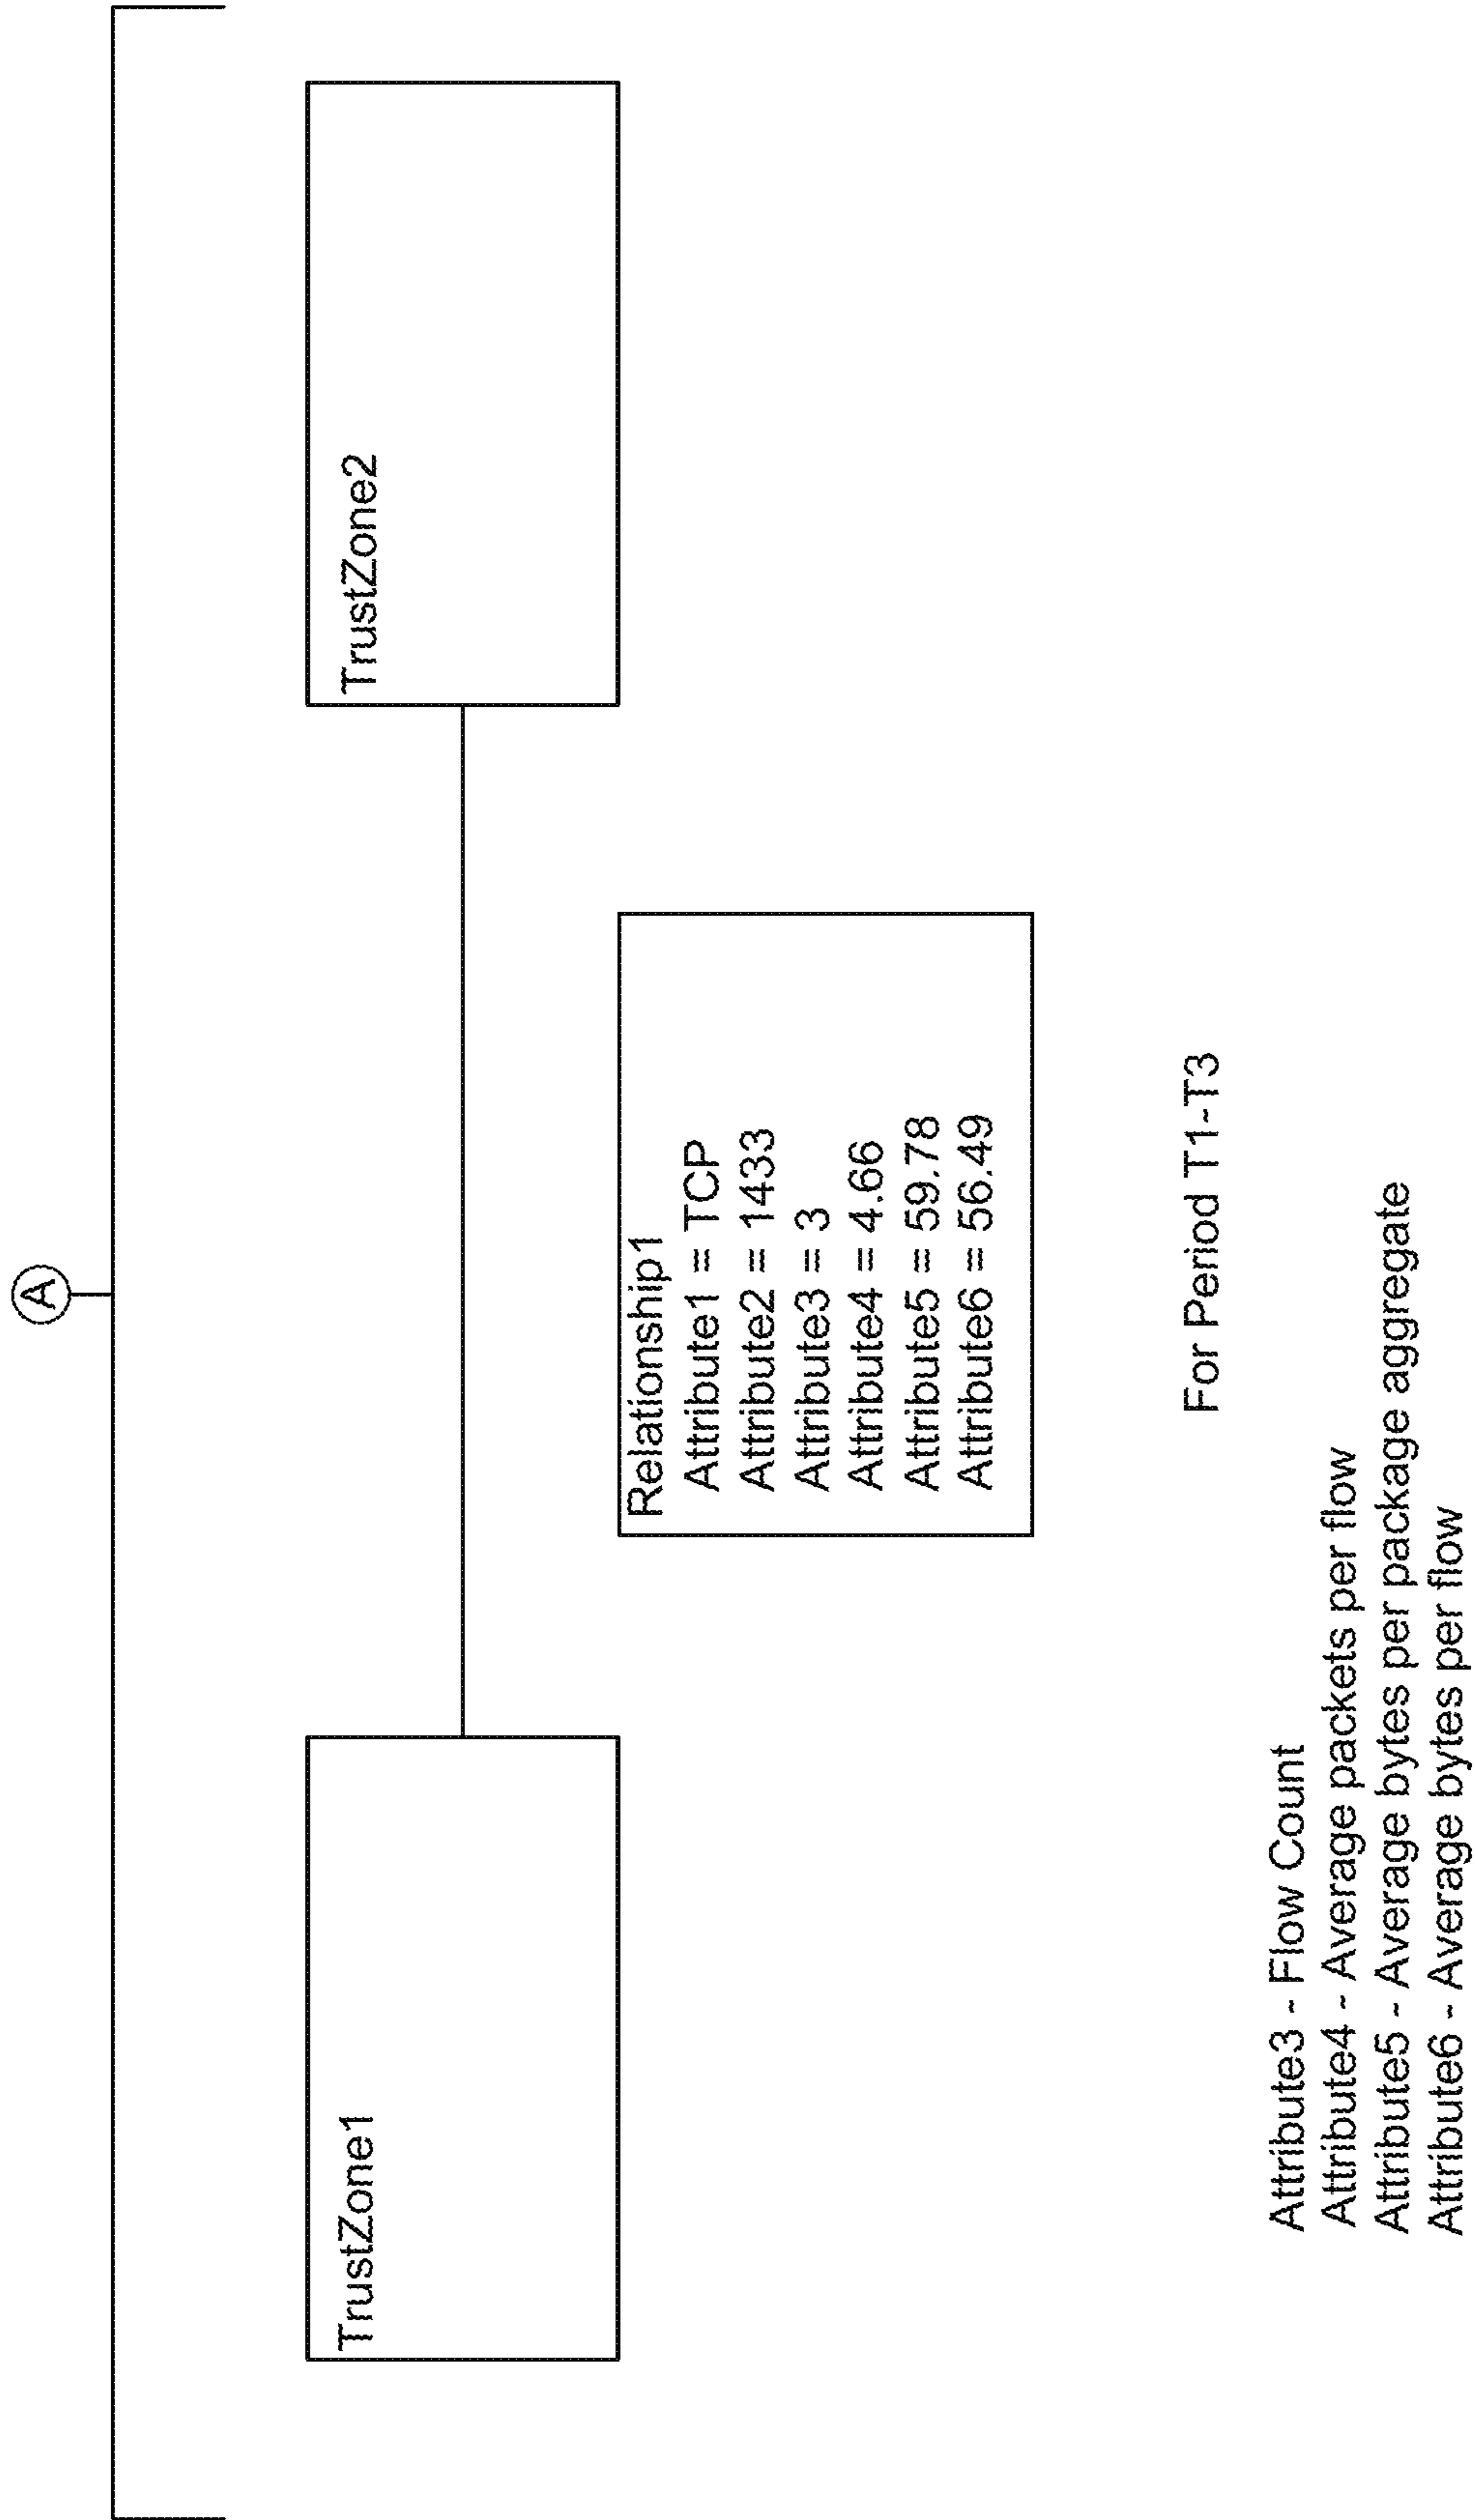 A
TrustZone1
TrustZone2
Relationship1
Attribute1 = TCP
Attribute2 = 1433
Attribute3 = 3
Attribute4 = 4.66
Attribute5 = 59.78
Attribute6 = 56.49
For Period T1-T3
Attribute3 - Flow Count
Attribute4 - Average packets per flow
Attribute5 - Average bytes per package aggregate
Attribute6 - Average bytes per flow